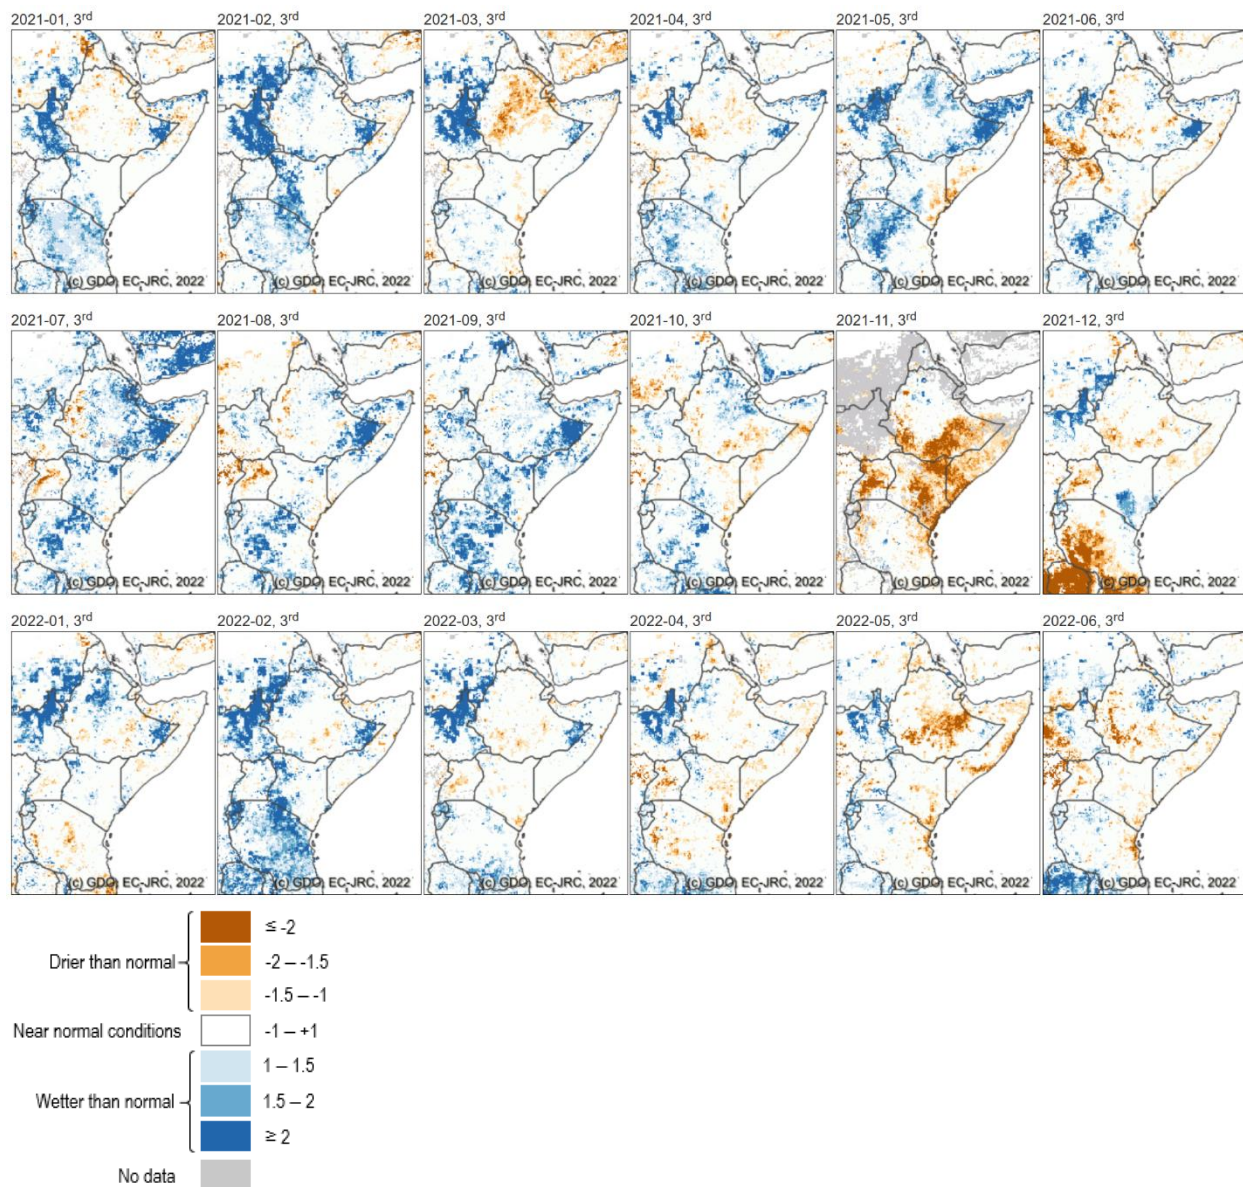 2021-01, 3rd 2021-02, 3rd 2021-03, 3rd 2021-04, 3rd 2021-05, 3rd 2021-06, 3rd
(c) GDO, EC-JRC, 2022 (c) GDO, EC-JRC, 2022 (c) GDO, EC-JRC, 2022 (c) GDO, EC-JRC, 2022 (c) GDO, EC-JRC, 2022 (c) GDO, EC-JRC, 2022
2021-07, 3rd 2021-08, 3rd 2021-09, 3rd 2021-10, 3rd 2021-11, 3rd 2021-12, 3rd
(c) GDO, EC-JRC, 2022 (c) GDO, EC-JRC, 2022 (c) GDO, EC-JRC, 2022 (c) GDO, EC-JRC, 2022 (c) GDO, EC-JRC, 2022 (c) GDO, EC-JRC, 2022
2022-01, 3rd 2022-02, 3rd 2022-03, 3rd 2022-04, 3rd 2022-05, 3rd 2022-06, 3rd
(c) GDO, EC-JRC, 2022 (c) GDO, EC-JRC, 2022 (c) GDO, EC-JRC, 2022 (c) GDO, EC-JRC, 2022 (c) GDO, EC-JRC, 2022 (c) GDO, EC-JRC, 2022
≤ -2
Drier than normal -2 – -1.5
-1.5 – -1
Near normal conditions -1 – +1
1 – 1.5
Wetter than normal 1.5 – 2
≥ 2
No data